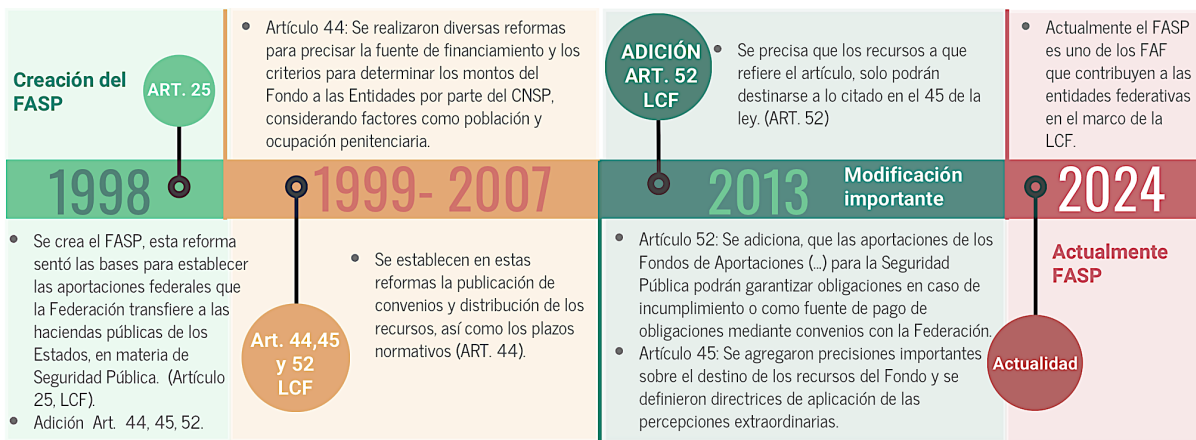 Creación del
FASP
ART. 25
1998
• Se crea el FASP, esta reforma
sentó las bases para establecer
las aportaciones federales que
la Federación transfiere a las
haciendas públicas de los
Estados, en materia de
Seguridad Pública. (Artículo
25, LCF).
• Adición Art. 44, 45, 52.
• Artículo 44: Se realizaron diversas reformas
para precisar la fuente de financiamiento y los
criterios para determinar los montos del
Fondo a las Entidades por parte del CNSP,
considerando factores como población y
ocupación penitenciaria.
1999- 2007
Art. 44,45
y 52
LCF
• Se establecen en estas
reformas la publicación de
convenios y distribución de los
recursos, así como los plazos
normativos (ART. 44).
ADICIÓN
ART. 52
LCF
• Se precisa que los recursos a que
refiere el artículo, solo podrán
destinarse a lo citado en el 45 de la
ley. (ART. 52)
2013
Modificación
importante
• Artículo 52: Se adiciona, que las aportaciones de los
Fondos de Aportaciones (...) para la Seguridad
Pública podrán garantizar obligaciones en caso de
incumplimiento o como fuente de pago de
obligaciones mediante convenios con la Federación.
• Artículo 45: Se agregaron precisiones importantes
sobre el destino de los recursos del Fondo y se
definieron directrices de aplicación de las
percepciones extraordinarias.
• Actualmente el FASP
es uno de los FAF
que contribuyen a las
entidades federativas
en el marco de la
LCF.
2024
Actualmente
FASP
Actualidad